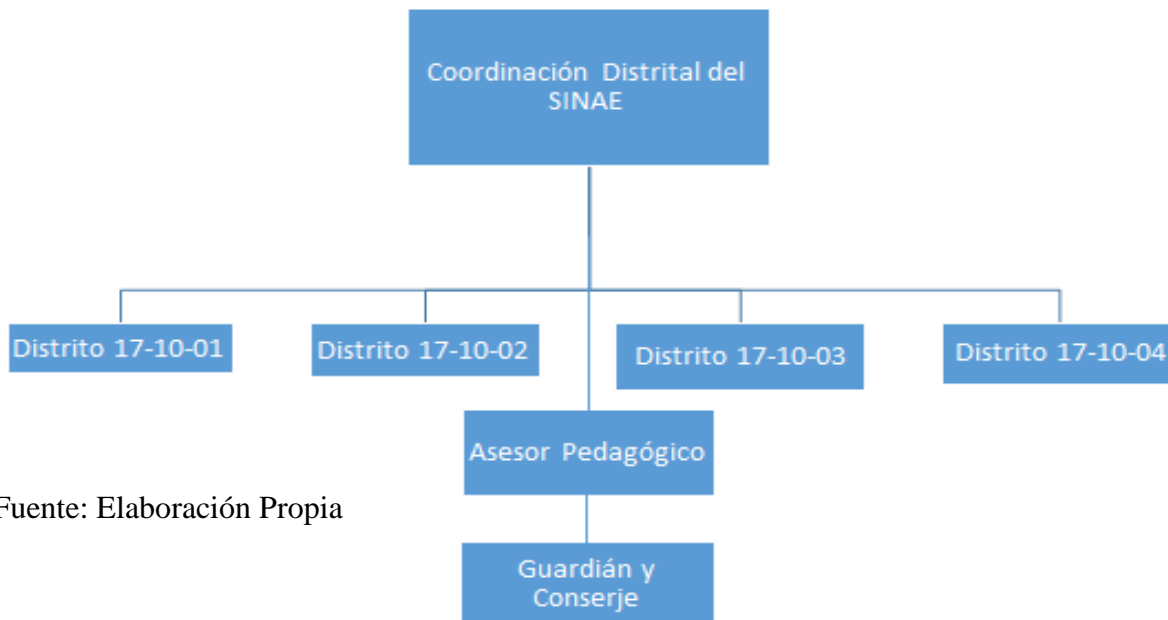 Coordinación Distrital del
SINAE
Distrito 17-10-01
Distrito 17-10-02
Distrito 17-10-03
Distrito 17-10-04
Asesor Pedagógico
Fuente: Elaboración Propia
Guardián y
Conserje